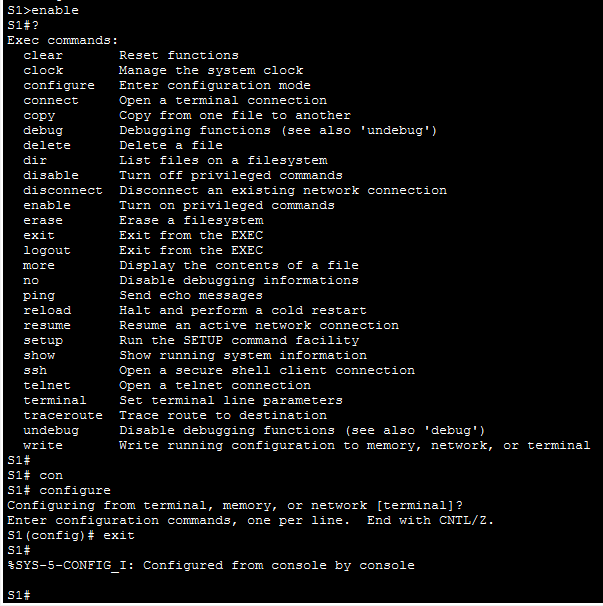 S1>enable
S1#?
Exec commands:
  clear       Reset functions
  clock       Manage the system clock
  configure   Enter configuration mode
  connect     Open a terminal connection
  copy        Copy from one file to another
  debug       Debugging functions (see also 'undebug')
  delete      Delete a file
  dir         List files on a filesystem
  disable     Turn off privileged commands
  disconnect  Disconnect an existing network connection
  enable      Turn on privileged commands
  erase       Erase a filesystem
  exit        Exit from the EXEC
  logout      Exit from the EXEC
  more        Display the contents of a file
  no          Disable debugging informations
  ping        Send echo messages
  reload      Halt and perform a cold restart
  resume      Resume an active network connection
  setup       Run the SETUP command facility
  show        Show running system information
  ssh         Open a secure shell client connection
  telnet      Open a telnet connection
  terminal    Set terminal line parameters
  traceroute  Trace route to destination
  undebug     Disable debugging functions (see also 'debug')
  write       Write running configuration to memory, network, or terminal
S1#
S1# con
S1# configure
Configuring from terminal, memory, or network [terminal]?
Enter configuration commands, one per line.  End with CNTL/Z.
S1(config)# exit
S1#
%SYS-5-CONFIG_I: Configured from console by console

S1#